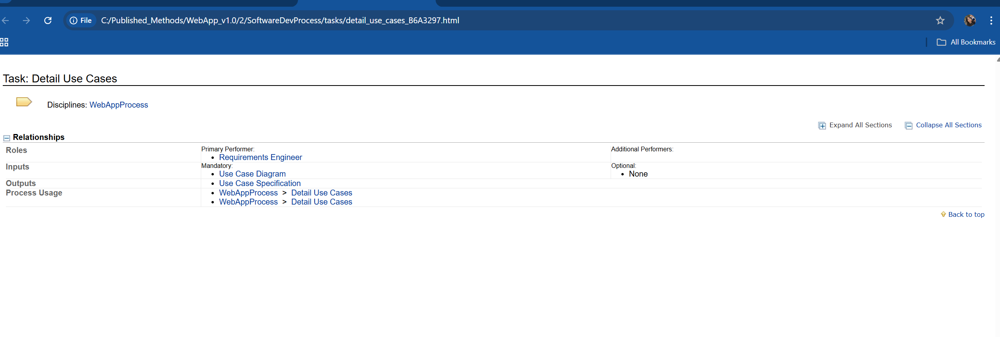 File C:/Published_Methods/WebApp_v1.0/2/SoftwareDevProcess/tasks/detail_use_cases_B6A3297.html
All Bookmarks
Task: Detail Use Cases
Disciplines: WebAppProcess
Expand All Sections Collapse All Sections
Relationships
Roles Primary Performer: Additional Performers:
• Requirements Engineer
Inputs Mandatory: Optional:
• Use Case Diagram • None
Outputs • Use Case Specification
Process Usage • WebAppProcess > Detail Use Cases
• WebAppProcess > Detail Use Cases
Back to top